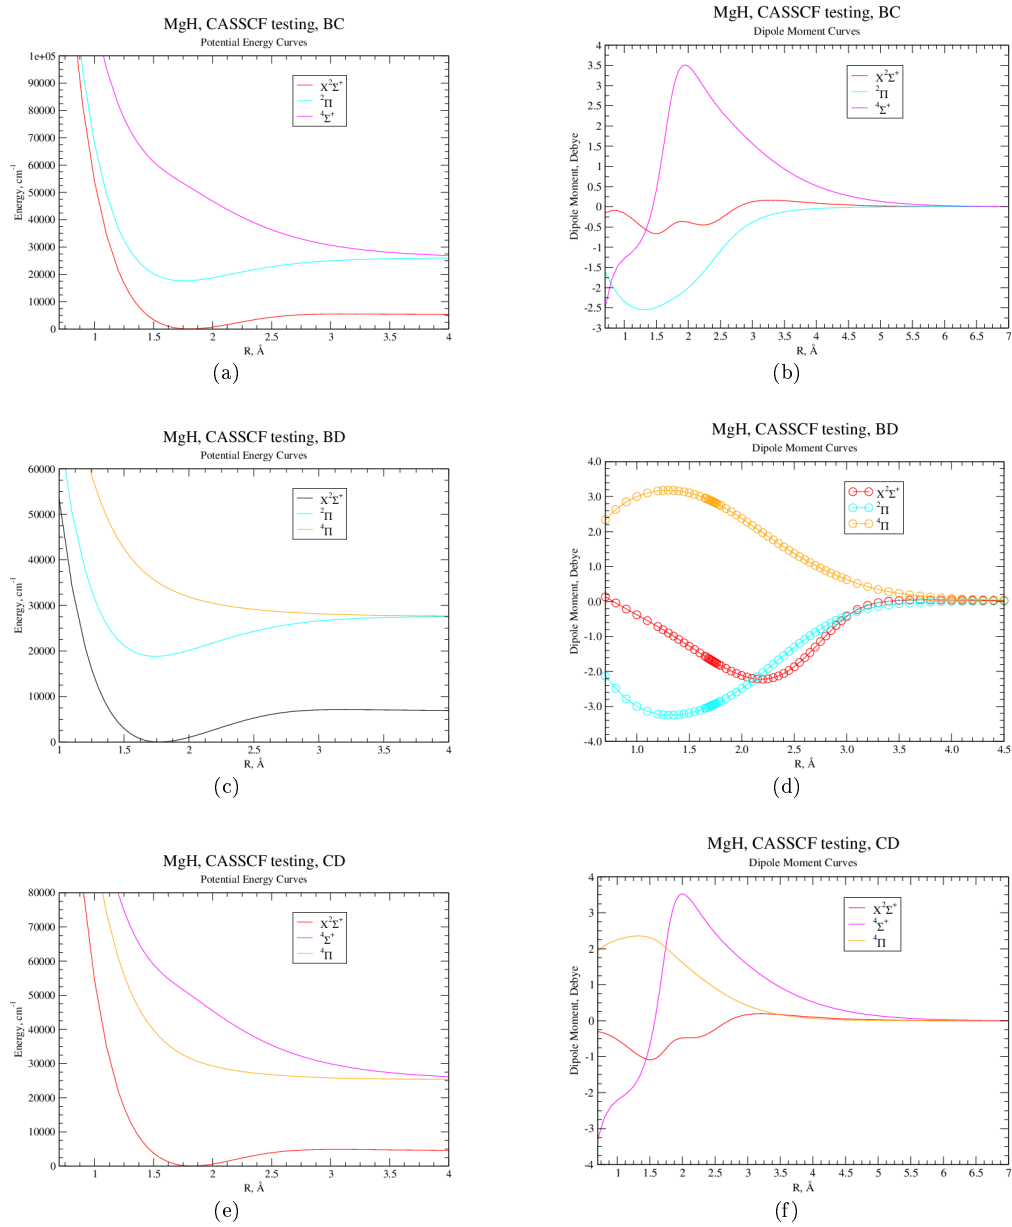 MgH, CASSCF testing, BC
Potential Energy Curves
1e+05
90000
80000
70000
60000
50000
40000
30000
20000
10000
0
Energy, cm⁻¹
X²Σ⁺
²Π
⁴Σ⁺
1 1.5 2 2.5 3 3.5 4
R, Å
(a)
MgH, CASSCF testing, BC
Dipole Moment Curves
4
3.5
3
2.5
2
1.5
1
0.5
0
-0.5
-1
-1.5
-2
-2.5
-3
Dipole Moment, Debye
X²Σ⁺
²Π
⁴Σ⁺
1 1.5 2 2.5 3 3.5 4 4.5 5 5.5 6 6.5 7
R, Å
(b)
MgH, CASSCF testing, BD
Potential Energy Curves
60000
50000
40000
30000
20000
10000
0
Energy, cm⁻¹
X²Σ⁺
²Π
⁴Π
1 1.5 2 2.5 3 3.5 4
R, Å
(c)
MgH, CASSCF testing, BD
Dipole Moment Curves
4.0
3.0
2.0
1.0
0.0
-1.0
-2.0
-3.0
-4.0
Dipole Moment, Debye
X²Σ⁺
²Π
⁴Π
1.0 1.5 2.0 2.5 3.0 3.5 4.0 4.5
R, Å
(d)
MgH, CASSCF testing, CD
Potential Energy Curves
80000
70000
60000
50000
40000
30000
20000
10000
0
Energy, cm⁻¹
X²Σ⁺
⁴Σ⁺
⁴Π
1 1.5 2 2.5 3 3.5 4
R, Å
(e)
MgH, CASSCF testing, CD
Dipole Moment Curves
4
3
2
1
0
-1
-2
-3
-4
Dipole Moment, Debye
X²Σ⁺
⁴Σ⁺
⁴Π
1 1.5 2 2.5 3 3.5 4 4.5 5 5.5 6 6.5 7
R, Å
(f)